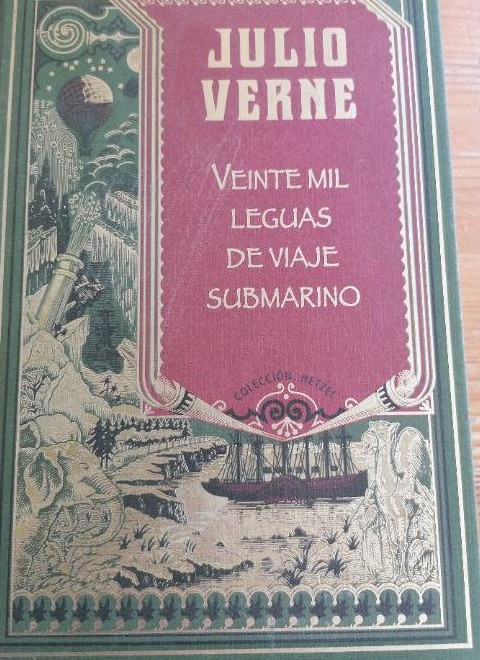 JULIO
VERNE
VEINTE MIL
LEGUAS
DE VIAJE
SUBMARINO
COLECCIÓN HETZEL